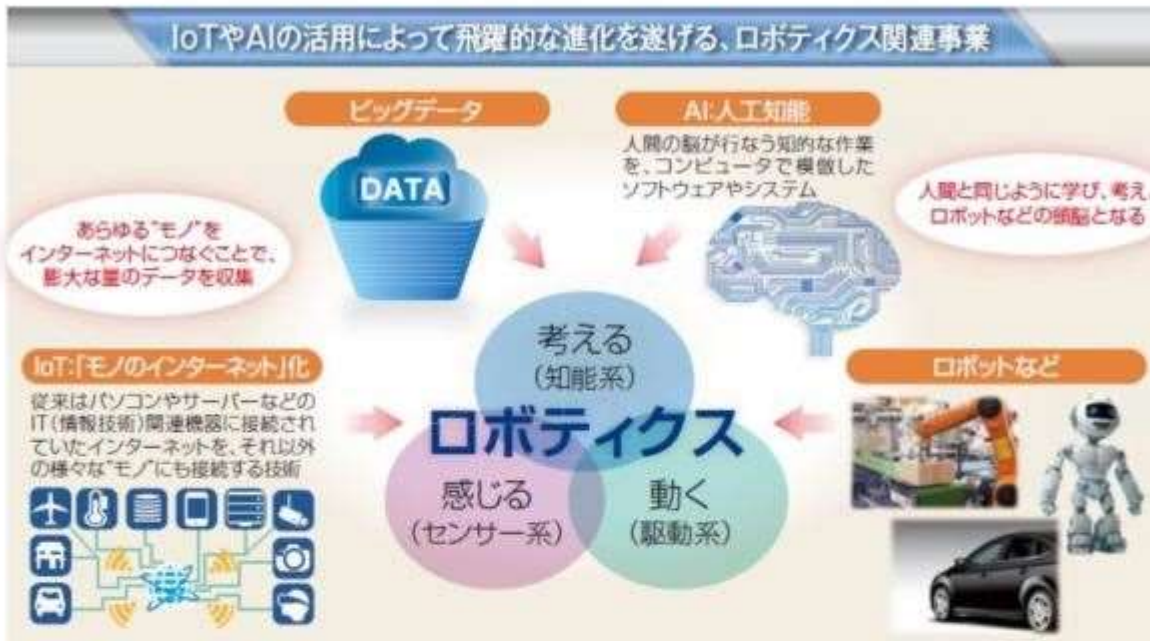 IoTやAIの活用によって飛躍的な進化を遂げる、ロボティクス関連事業
ビッグデータ
DATA
AI:人工知能
人間の脳が行なう知的な作業
を、コンピュータで模倣した
ソフトウェアやシステム
あらゆる“モノ”を
インターネットにつなぐことで、
膨大な量のデータを収集
人間と同じように学び、考え、
ロボットなどの頭脳となる
IoT:「モノのインターネット」化
従来はパソコンやサーバーなどの
IT(情報技術)関連機器に接続され
ていたインターネットを、それ以外
の様々な“モノ”にも接続する技術
考える
(知能系)
ロボティクス
感じる
(センサー系)
動く
(駆動系)
ロボットなど